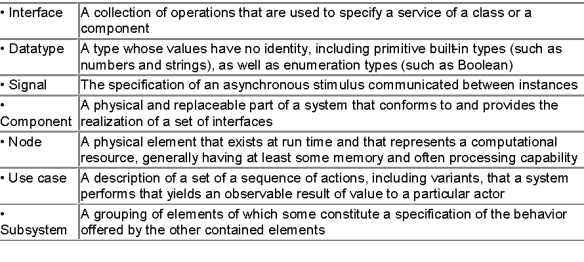 • Interface A collection of operations that are used to specify a service of a class or a
component
• Datatype A type whose values have no identity, including primitive built-in types (such as
numbers and strings), as well as enumeration types (such as Boolean)
• Signal The specification of an asynchronous stimulus communicated between instances
• Component A physical and replaceable part of a system that conforms to and provides the
realization of a set of interfaces
• Node A physical element that exists at run time and that represents a computational
resource, generally having at least some memory and often processing capability
• Use case A description of a set of a sequence of actions, including variants, that a system
performs that yields an observable result of value to a particular actor
• Subsystem A grouping of elements of which some constitute a specification of the behavior
offered by the other contained elements